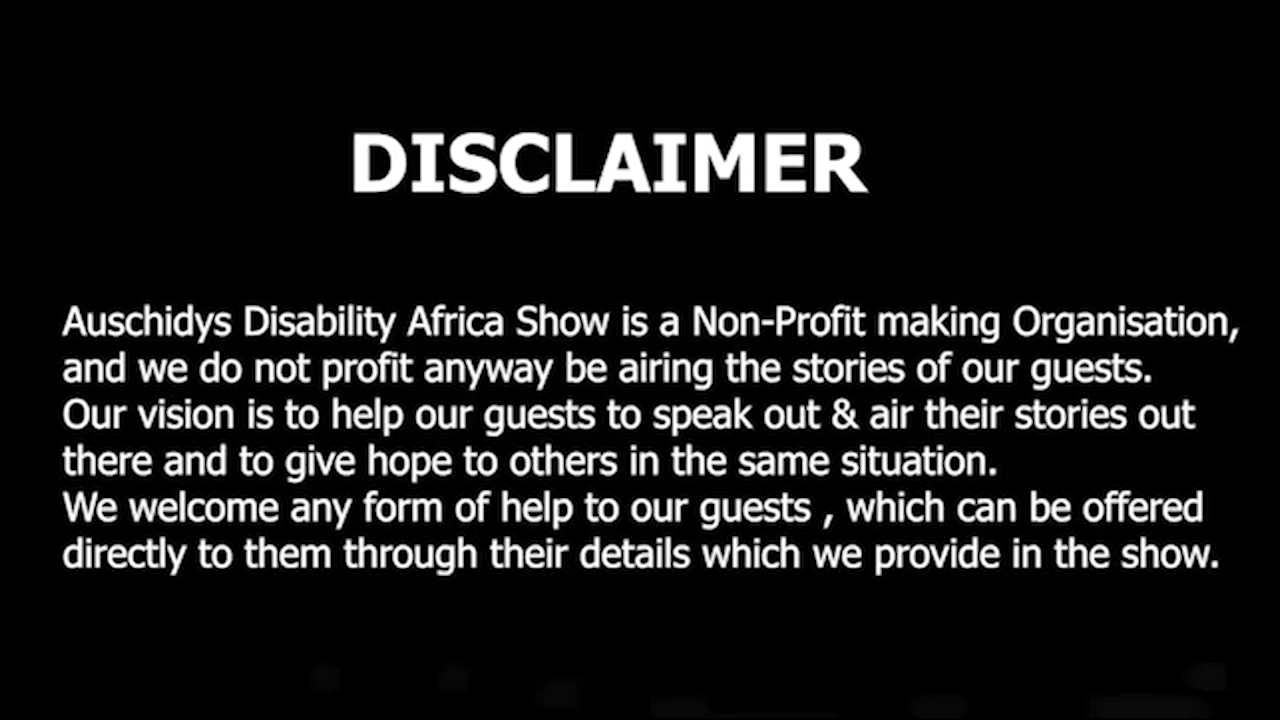 DISCLAIMER
Auschidys Disability Africa Show is a Non-Profit making Organisation,
and we do not profit anyway be airing the stories of our guests.
Our vision is to help our guests to speak out & air their stories out
there and to give hope to others in the same situation.
We welcome any form of help to our guests , which can be offered
directly to them through their details which we provide in the show.